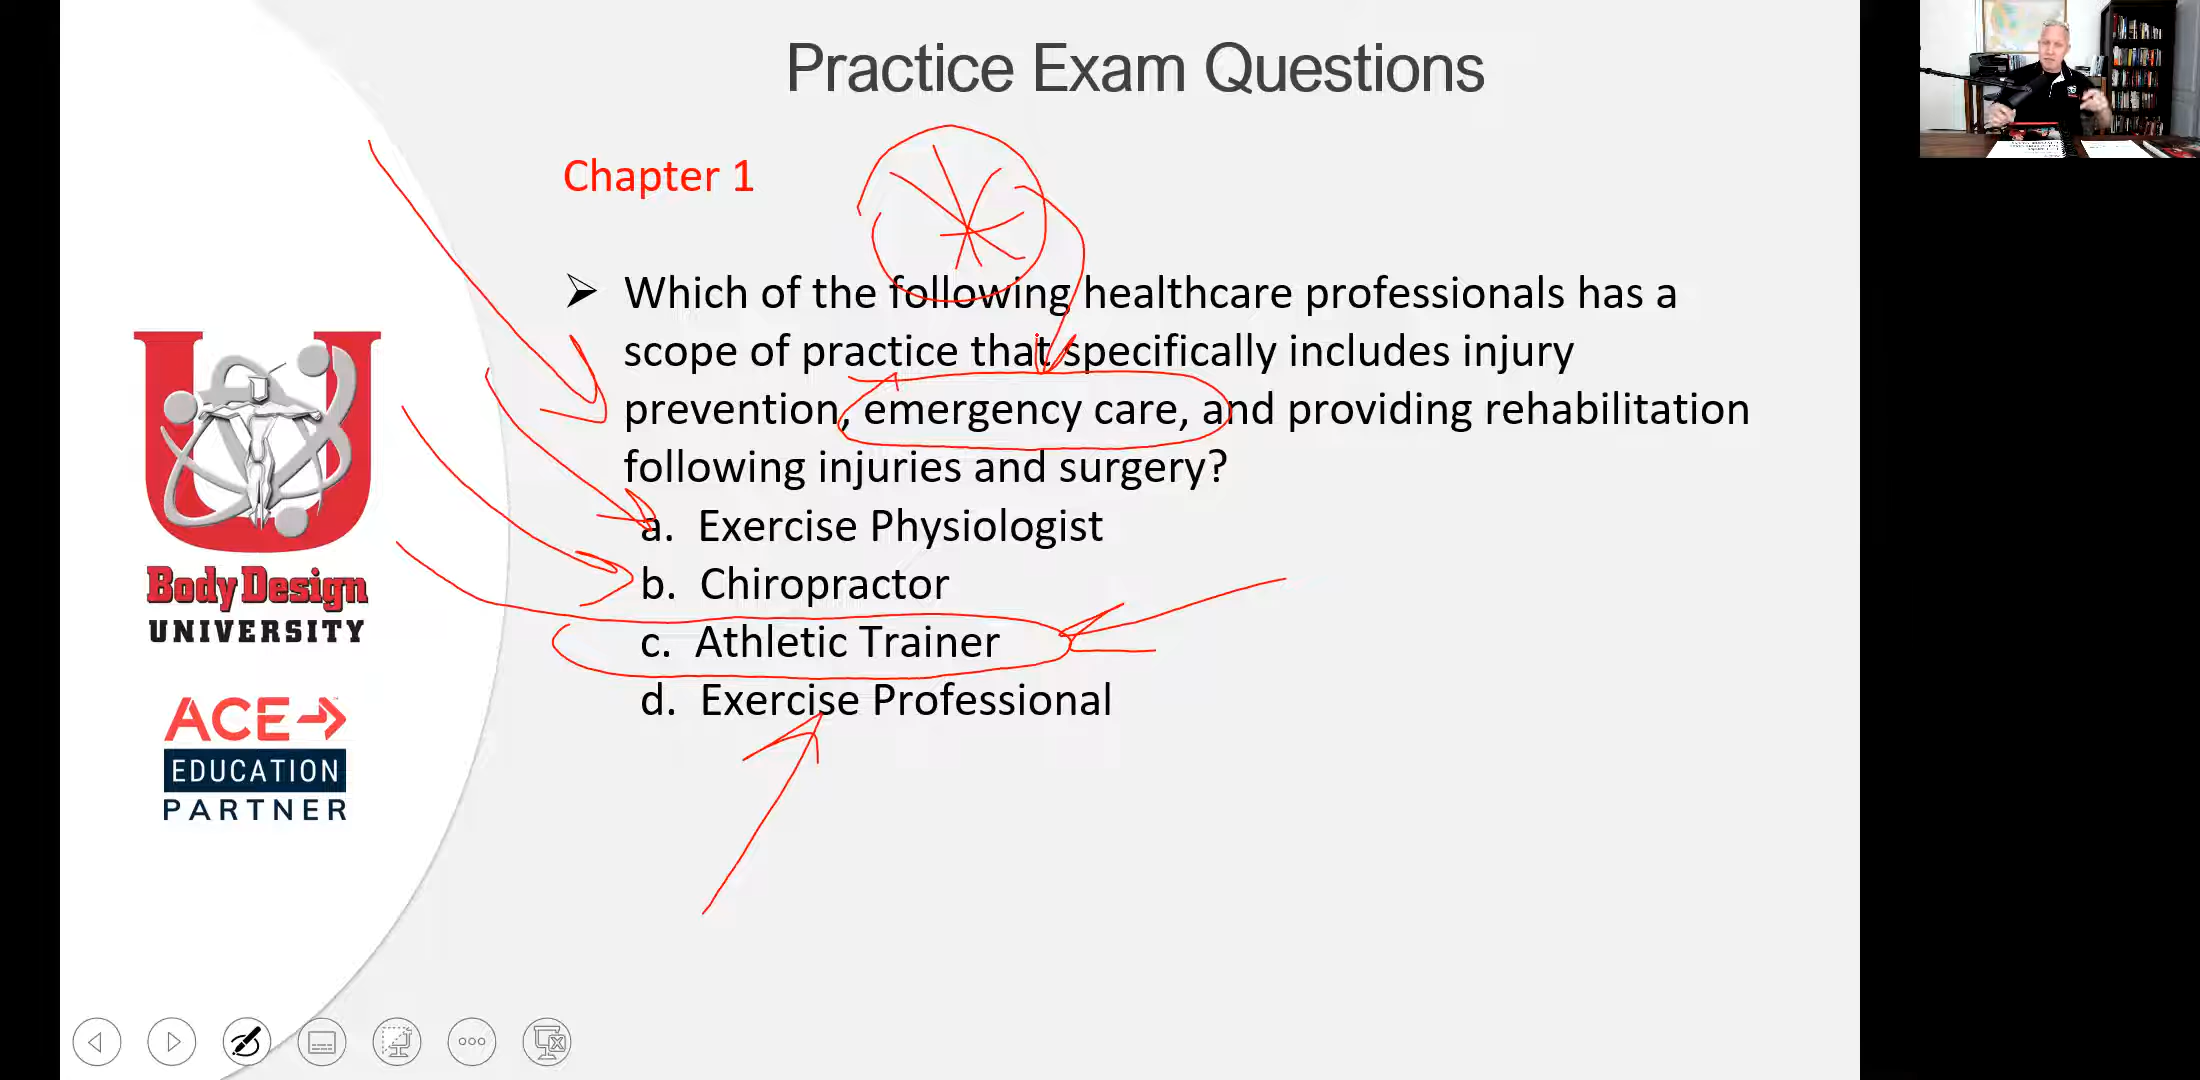 Practice Exam Questions
Chapter 1
➢ Which of the following healthcare professionals has a
scope of practice that specifically includes injury
prevention, emergency care, and providing rehabilitation
following injuries and surgery?
a. Exercise Physiologist
b. Chiropractor
c. Athletic Trainer
d. Exercise Professional
U
Body Design
UNIVERSITY
ACE
EDUCATION
PARTNER